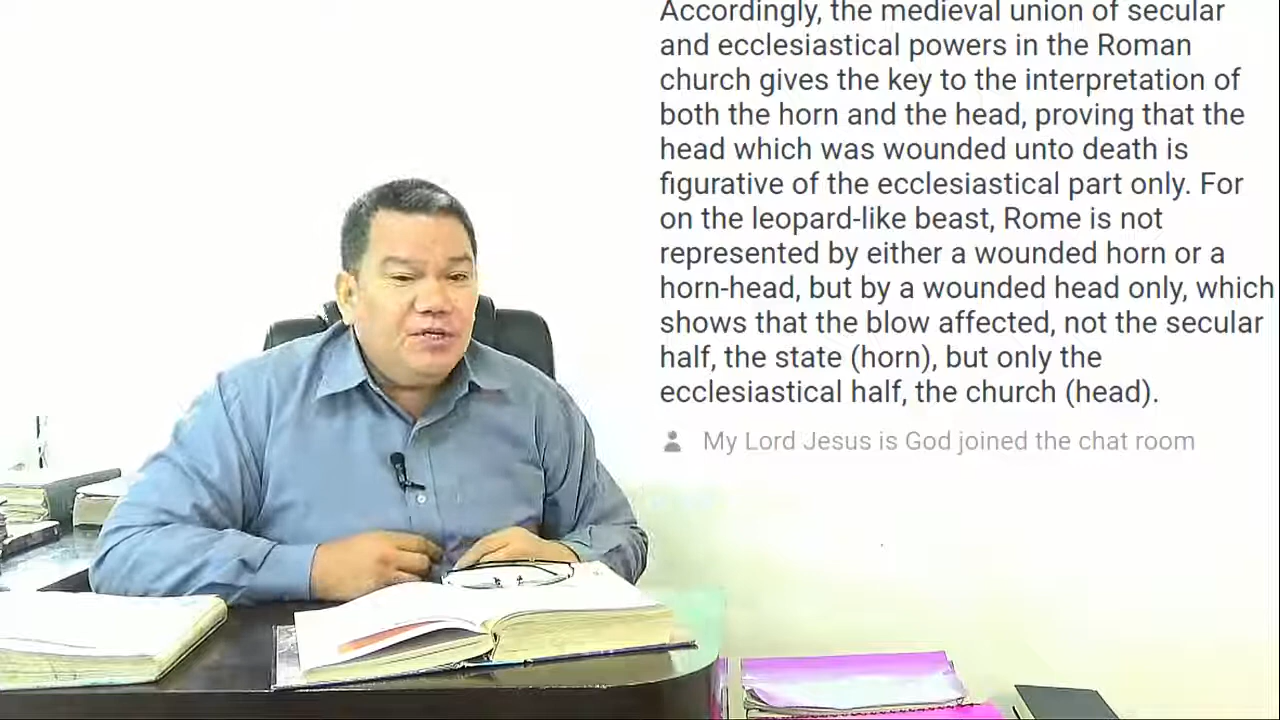 Accordingly, the medieval union of secular
and ecclesiastical powers in the Roman
church gives the key to the interpretation of
both the horn and the head, proving that the
head which was wounded unto death is
figurative of the ecclesiastical part only. For
on the leopard-like beast, Rome is not
represented by either a wounded horn or a
horn-head, but by a wounded head only, which
shows that the blow affected, not the secular
half, the state (horn), but only the
ecclesiastical half, the church (head).
My Lord Jesus is God joined the chat room